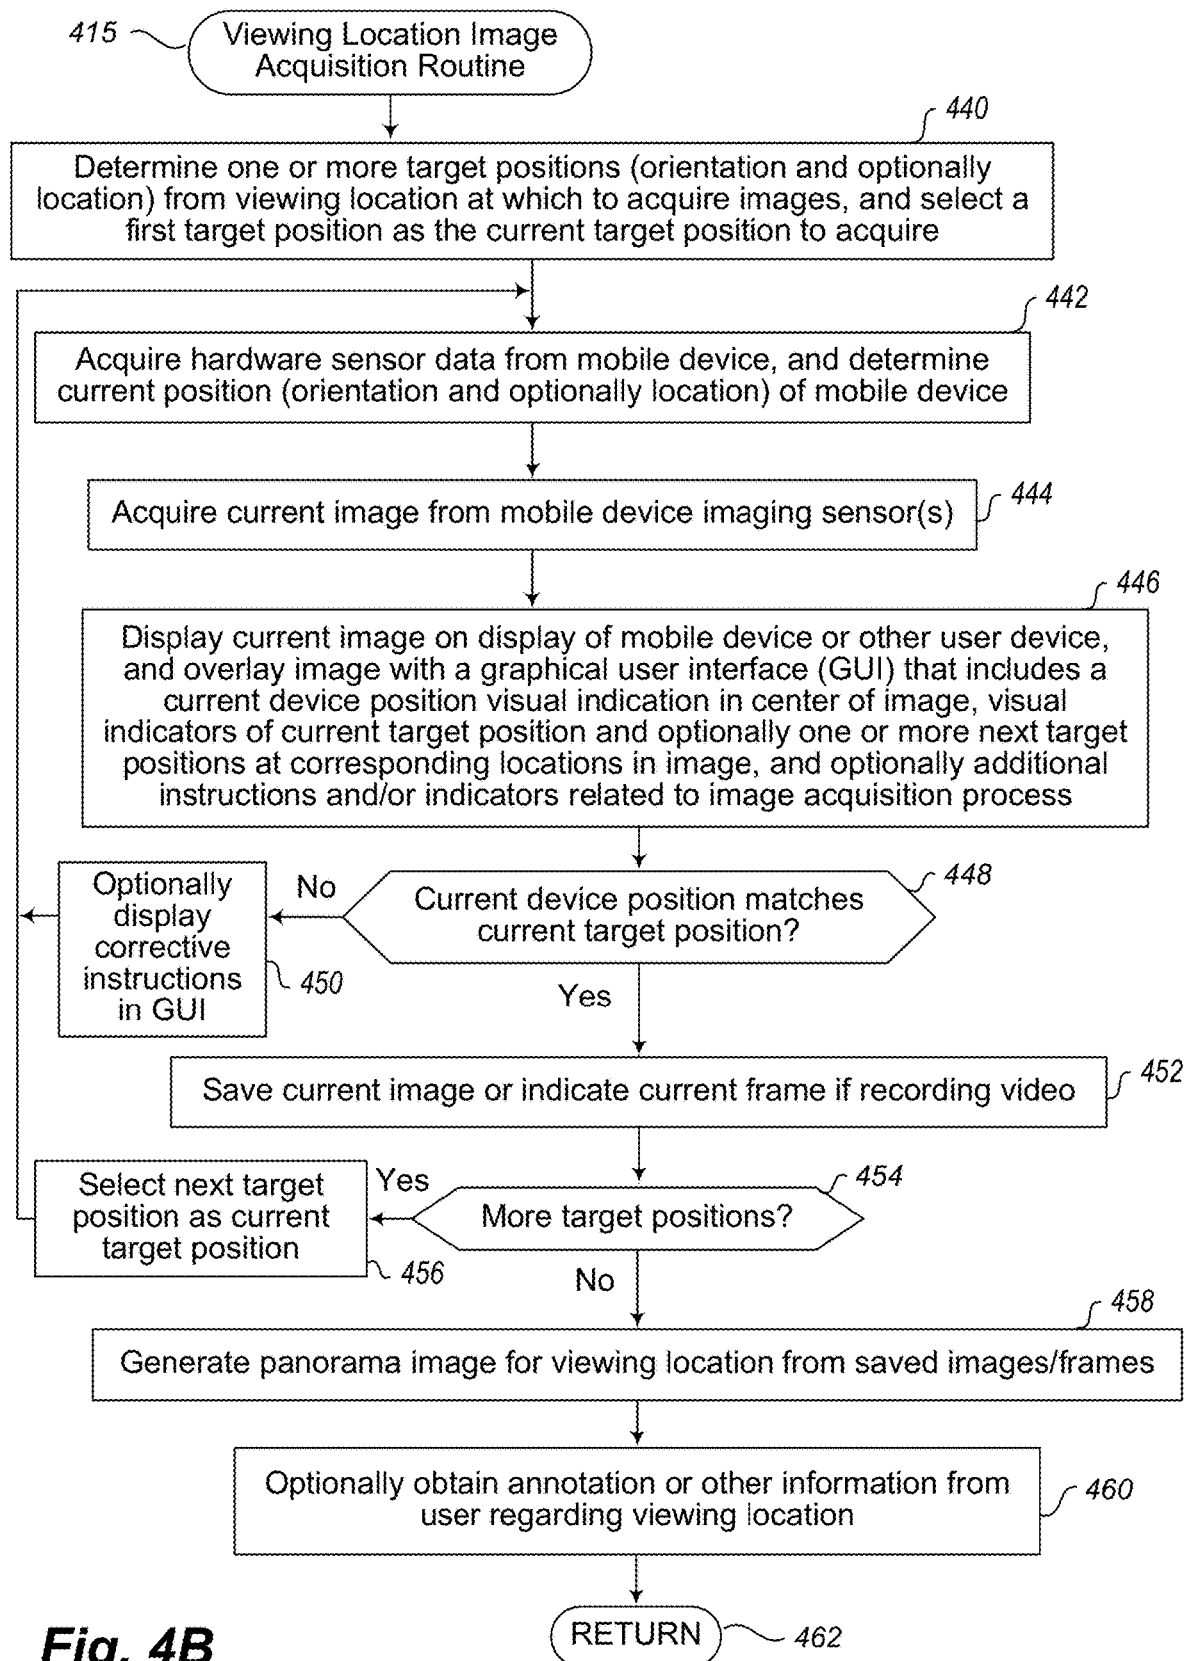 415
Viewing Location Image
Acquisition Routine
440
Determine one or more target positions (orientation and optionally
location) from viewing location at which to acquire images, and select a
first target position as the current target position to acquire
442
Acquire hardware sensor data from mobile device, and determine
current position (orientation and optionally location) of mobile device
444
Acquire current image from mobile device imaging sensor(s)
446
Display current image on display of mobile device or other user device,
and overlay image with a graphical user interface (GUI) that includes a
current device position visual indication in center of image, visual
indicators of current target position and optionally one or more next target
positions at corresponding locations in image, and optionally additional
instructions and/or indicators related to image acquisition process
448
Current device position matches
current target position?
No
Optionally
display
corrective
instructions
in GUI
450
Yes
452
Save current image or indicate current frame if recording video
454
More target positions?
Yes
Select next target
position as current
target position
456
No
458
Generate panorama image for viewing location from saved images/frames
Optionally obtain annotation or other information from
user regarding viewing location
460
RETURN
462
Fig. 4B